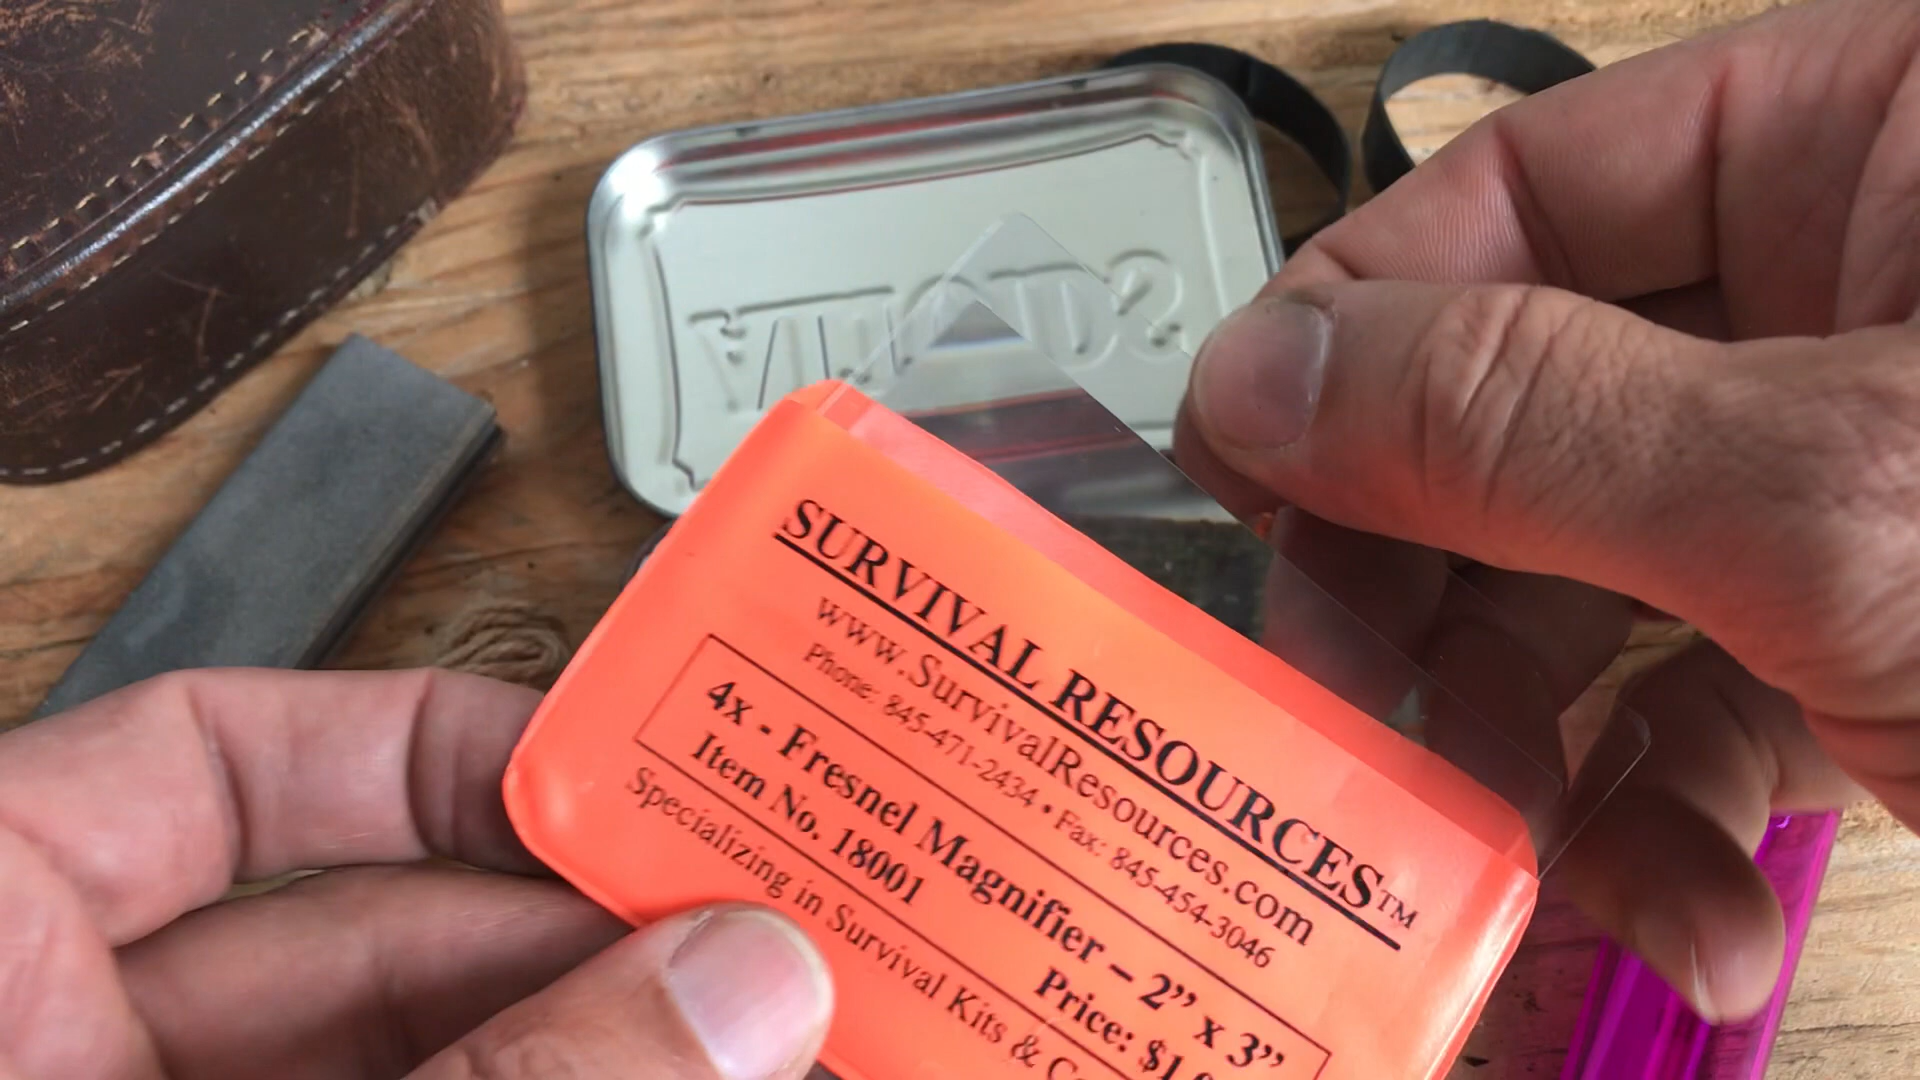 SURVIVAL RESOURCES™
www.SurvivalResources.com
Phone: 845-471-2434 • Fax: 845-454-3046
4x - Fresnel Magnifier – 2” x 3”
Item No. 18001 Price: $1
Specializing in Survival Kits &